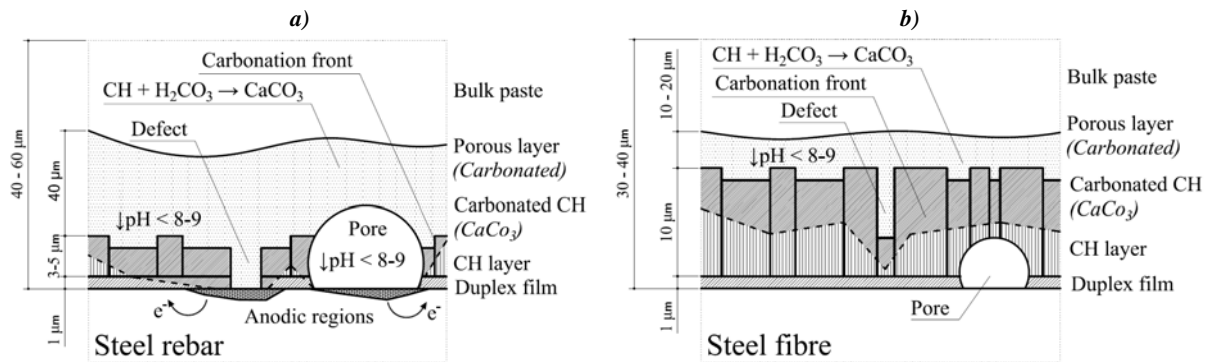 a)
Carbonation front
CH + H₂CO₃ → CaCO₃
Defect
Bulk paste
Porous layer
(Carbonated)
Carbonated CH
(CaCo₃)
CH layer
Duplex film
40 - 60 μm
40 μm
3-5 μm
1 μm
↓pH < 8-9
Pore
↓pH < 8-9
e⁻
Anodic regions
e⁻
Steel rebar
b)
CH + H₂CO₃ → CaCO₃
Carbonation front
Defect
Bulk paste
Porous layer
(Carbonated)
Carbonated CH
(CaCo₃)
CH layer
Duplex film
30 - 40 μm
10 - 20 μm
10 μm
1 μm
↓pH < 8-9
Pore
Steel fibre